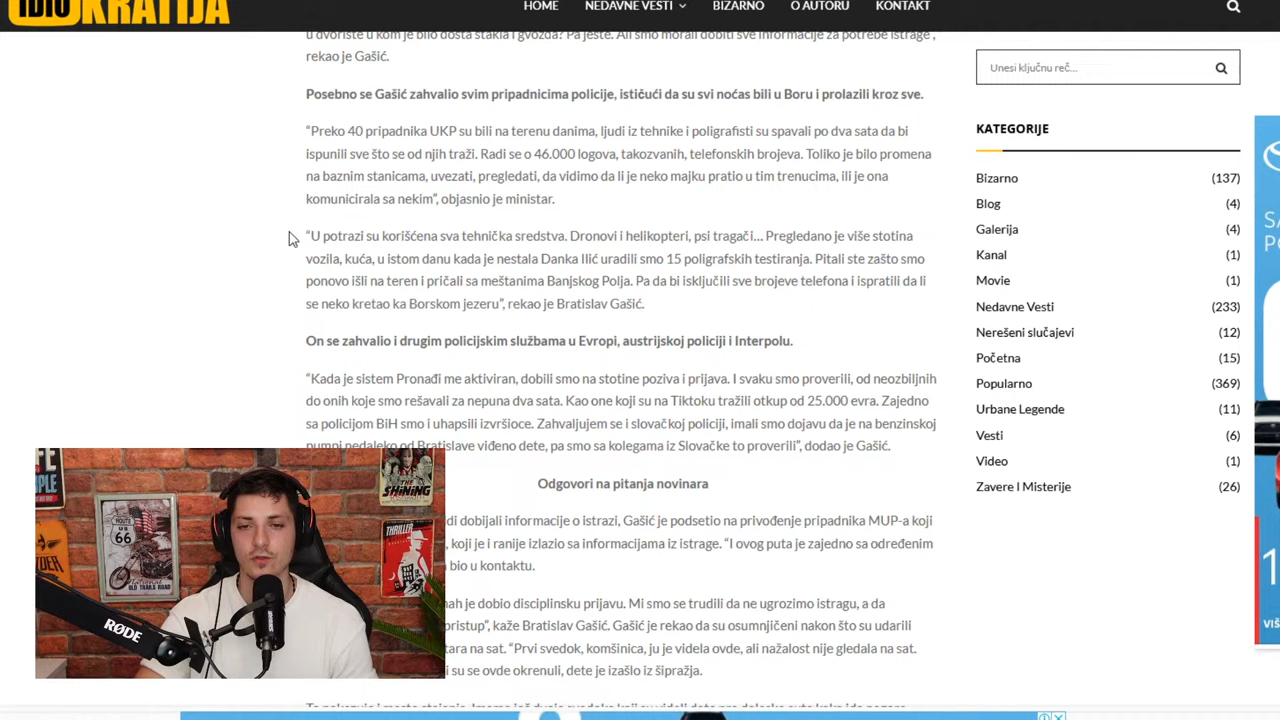 IDIO
KRATIJA
HOME
NEDAVNE VESTI
BIZARNO
O AUTORU
KONTAKT
u dvorište u kom je bilo dosta stakla i gvožđa? Pa jeste. Ali smo morali dobiti sve informacije za potrebe istrage”,
rekao je Gašić.
Posebno se Gašić zahvalio svim pripadnicima policije, ističući da su svi noćas bili u Boru i prolazili kroz sve.
“Preko 40 pripadnika UKP su bili na terenu danima, ljudi iz tehnike i poligrafisti su spavali po dva sata da bi
ispunili sve što se od njih traži. Radi se o 46.000 logova, takozvanih, telefonskih brojeva. Toliko je bilo promena
na baznim stanicama, uvezati, pregledati, da vidimo da li je neko majku pratio u tim trenucima, ili je ona
komunicirala sa nekim”, objasnio je ministar.
“U potrazi su korišćena sva tehnička sredstva. Dronovi i helikopteri, psi tragači… Pregledano je više stotina
vozila, kuća, u istom danu kada je nestala Danka Ilić uradili smo 15 poligrafskih testiranja. Pitali ste zašto smo
ponovo išli na teren i pričali sa meštanima Banjskog Polja. Pa da bi isključili sve brojeve telefona i ispratili da li
se neko kretao ka Borskom jezeru”, rekao je Bratislav Gašić.
On se zahvalio i drugim policijskim službama u Evropi, austrijskoj policiji i Interpolu.
“Kada je sistem Pronađi me aktiviran, dobili smo na stotine poziva i prijava. I svaku smo proverili, od neozbiljnih
do onih koje smo rešavali za nepuna dva sata. Kao one koji su na Tiktoku tražili otkup od 25.000 evra. Zajedno
sa policijom BiH smo i uhapsili izvršioce. Zahvaljujem se i slovačkoj policiji, imali smo dojavu da je na benzinskoj
pumpi nedaleko od Bratislave viđeno dete, pa smo sa kolegama iz Slovačke to proverili”, dodao je Gašić.
Odgovori na pitanja novinara
di dobijali informacije o istrazi, Gašić je podsetio na privođenje pripadnika MUP-a koji
, koji je i ranije izlazio sa informacijama iz istrage. “I ovog puta je zajedno sa određenim
bio u kontaktu.
mah je dobio disciplinsku prijavu. Mi smo se trudili da ne ugrozimo istragu, a da
pristup”, kaže Bratislav Gašić. Gašić je rekao da su osumnjičeni nakon što su udarili
tara na sat. “Prvi svedok, komšinica, ju je videla ovde, ali nažalost nije gledala na sat.
i su se ovde okrenuli, dete je izašlo iz šipražja.
Unesi ključnu reč...
KATEGORIJE
Bizarno (137)
Blog (4)
Galerija (4)
Kanal (1)
Movie (1)
Nedavne Vesti (233)
Nerešeni slučajevi (12)
Početna (15)
Popularno (369)
Urbane Legende (11)
Vesti (6)
Video (1)
Zavere I Misterije (26)
SA
1
VIŠ
ROUTE
US
66
THE
SHINING
THRILLER
RØDE